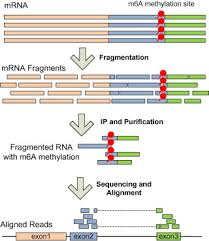 mRNA
m6A methylation site
Fragmentation
mRNA Fragments
IP and Purification
Fragmented RNA
with m6A methylation
Sequencing and
Alignment
Aligned Reads
exon1
exon2
exon3